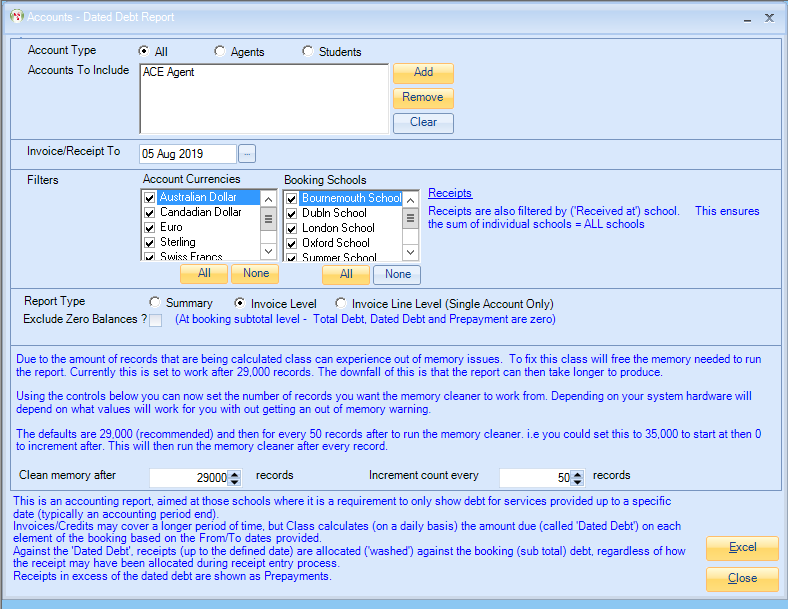 Accounts - Dated Debt Report
Account Type
All
Agents
Students
Accounts To Include
ACE Agent
Add
Remove
Clear
Invoice/Receipt To
05 Aug 2019
...
Filters
Account Currencies
Australian Dollar
Candadian Dollar
Euro
Sterling
Swiss Francs
All
None
Booking Schools
Bournemouth School
Dubln School
London School
Oxford School
Summer School
All
None
Receipts
Receipts are also filtered by ('Received at') school. This ensures
the sum of individual schools = ALL schools
Report Type
Summary
Invoice Level
Invoice Line Level (Single Account Only)
Exclude Zero Balances ?
(At booking subtotal level - Total Debt, Dated Debt and Prepayment are zero)
Due to the amount of records that are being calculated class can experience out of memory issues. To fix this class will free the memory needed to run
the report. Currently this is set to work after 29,000 records. The downfall of this is that the report can then take longer to produce.
Using the controls below you can now set the number of records you want the memory cleaner to work from. Depending on your system hardware will
depend on what values will work for you with out getting an out of memory warning.
The defaults are 29,000 (recommended) and then for every 50 records after to run the memory cleaner. i.e you could set this to 35,000 to start at then 0
to increment after. This will then run the memory cleaner after every record.
Clean memory after
29000
records
Increment count every
50
records
This is an accounting report, aimed at those schools where it is a requirement to only show debt for services provided up to a specific
date (typically an accounting period end).
Invoices/Credits may cover a longer period of time, but Class calculates (on a daily basis) the amount due (called 'Dated Debt') on each
element of the booking based on the From/To dates provided.
Against the 'Dated Debt', receipts (up to the defined date) are allocated ('washed') against the booking (sub total) debt, regardless of how
the receipt may have been allocated during receipt entry process.
Receipts in excess of the dated debt are shown as Prepayments.
Excel
Close